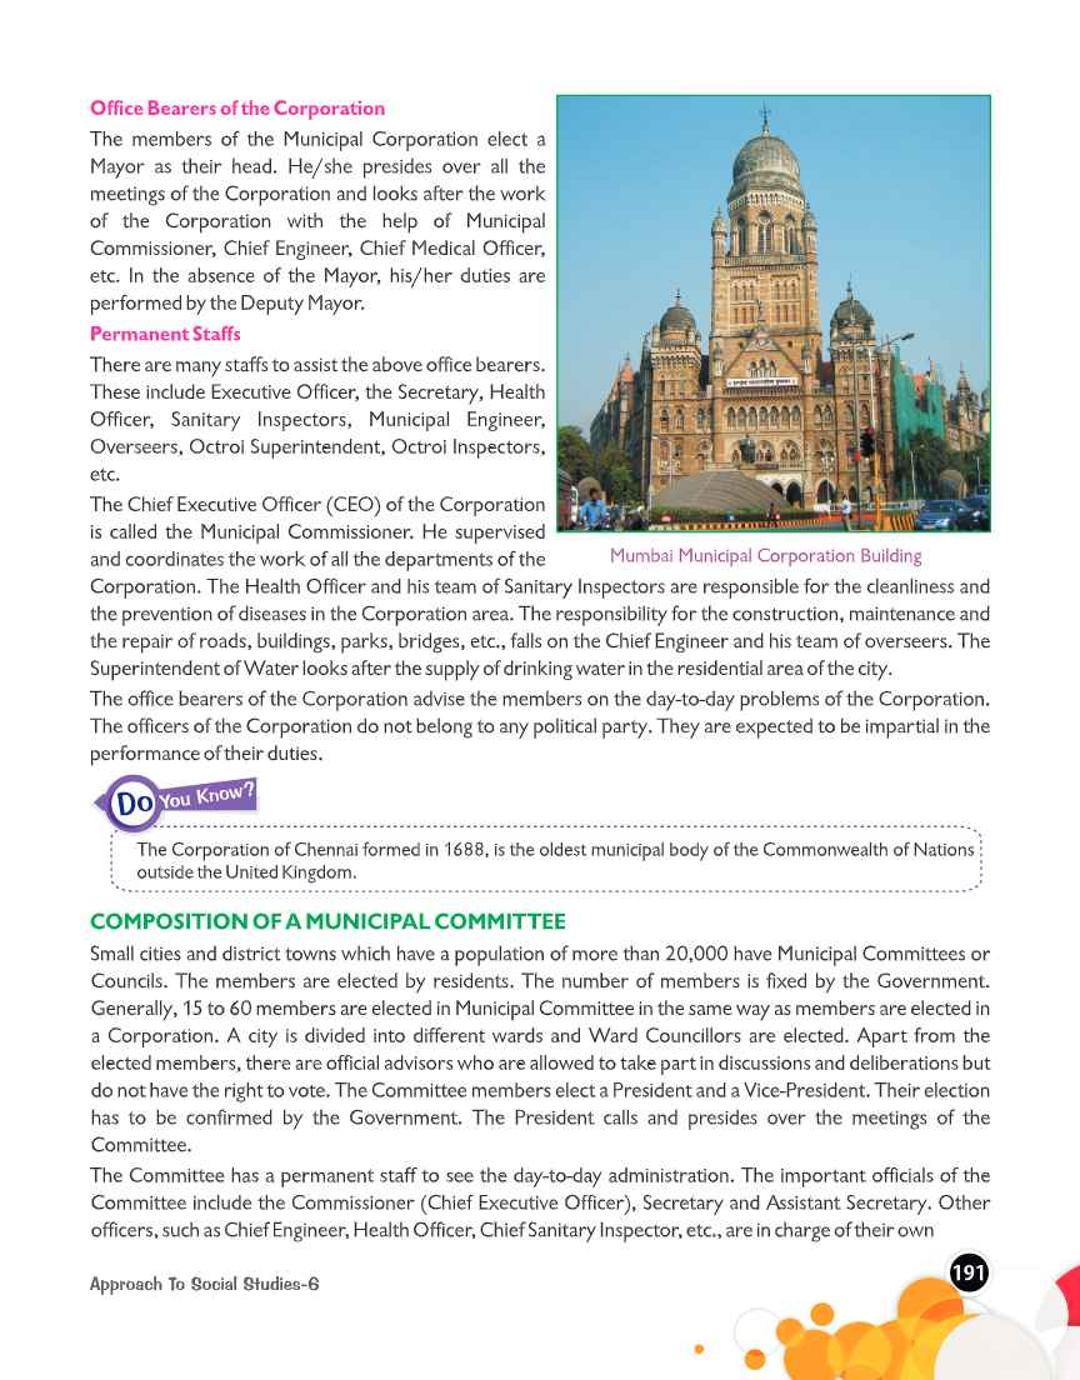 Office Bearers of the Corporation
The members of the Municipal Corporation elect a
Mayor as their head. He/she presides over all the
meetings of the Corporation and looks after the work
of the Corporation with the help of Municipal
Commissioner, Chief Engineer, Chief Medical Officer,
etc. In the absence of the Mayor, his/her duties are
performed by the Deputy Mayor.
Permanent Staffs
There are many staffs to assist the above office bearers.
These include Executive Officer, the Secretary, Health
Officer, Sanitary Inspectors, Municipal Engineer,
Overseers, Octroi Superintendent, Octroi Inspectors,
etc.
The Chief Executive Officer (CEO) of the Corporation
is called the Municipal Commissioner. He supervised
and coordinates the work of all the departments of the
Mumbai Municipal Corporation Building
Corporation. The Health Officer and his team of Sanitary Inspectors are responsible for the cleanliness and
the prevention of diseases in the Corporation area. The responsibility for the construction, maintenance and
the repair of roads, buildings, parks, bridges, etc., falls on the Chief Engineer and his team of overseers. The
Superintendent of Water looks after the supply of drinking water in the residential area of the city.
The office bearers of the Corporation advise the members on the day-to-day problems of the Corporation.
The officers of the Corporation do not belong to any political party. They are expected to be impartial in the
performance of their duties.
Do You Know?
The Corporation of Chennai formed in 1688, is the oldest municipal body of the Commonwealth of Nations
outside the United Kingdom.
COMPOSITION OF A MUNICIPAL COMMITTEE
Small cities and district towns which have a population of more than 20,000 have Municipal Committees or
Councils. The members are elected by residents. The number of members is fixed by the Government.
Generally, 15 to 60 members are elected in Municipal Committee in the same way as members are elected in
a Corporation. A city is divided into different wards and Ward Councillors are elected. Apart from the
elected members, there are official advisors who are allowed to take part in discussions and deliberations but
do not have the right to vote. The Committee members elect a President and a Vice-President. Their election
has to be confirmed by the Government. The President calls and presides over the meetings of the
Committee.
The Committee has a permanent staff to see the day-to-day administration. The important officials of the
Committee include the Commissioner (Chief Executive Officer), Secretary and Assistant Secretary. Other
officers, such as Chief Engineer, Health Officer, Chief Sanitary Inspector, etc., are in charge of their own
Approach To Social Studies-6
191